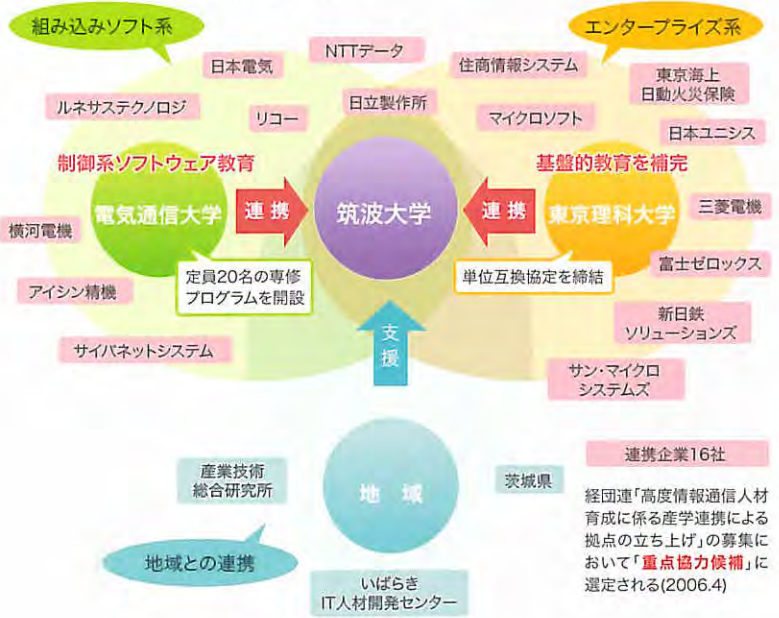 組み込みソフト系
エンタープライズ系
日本電気
NTTデータ
住商情報システム
東京海上
日動火災保険
ルネサステクノロジ
リコー
日立製作所
マイクロソフト
日本ユニシス
制御系ソフトウェア教育
基盤的教育を補完
電気通信大学
連携
筑波大学
連携
東京理科大学
三菱電機
横河電機
定員20名の専修
プログラムを開設
単位互換協定を締結
富士ゼロックス
アイシン精機
新日鉄
ソリューションズ
サイバネットシステム
支援
サン・マイクロ
システムズ
産業技術
総合研究所
地域
茨城県
連携企業16社
経団連「高度情報通信人材
育成に係る産学連携による
拠点の立ち上げ」の募集に
おいて「重点協力候補」に
選定される(2006.4)
地域との連携
いばらき
IT人材開発センター